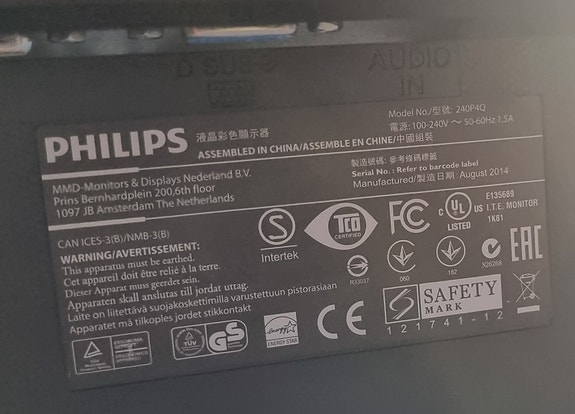 D-SUB
AUDIO
IN
PHILIPS 液晶彩色顯示器
Model No./型號: 240P4Q
電源: 100-240V ～ 50-60Hz 1.5A
ASSEMBLED IN CHINA/ASSEMBLE EN CHINE/中國組裝
MMD-Monitors & Displays Nederland B.V.
Prins Bernhardplein 200,6th floor
1097 JB Amsterdam The Netherlands
製造號碼: 參考條碼標籤
Serial No. : Refer to barcode label
Manufactured/製造日期: August 2014
CAN ICES-3(B)/NMB-3(B)
WARNING/AVERTISSEMENT:
This apparatus must be earthed.
Cet appareil doit être relié à la terre.
Dieser Apparat muss geerdet sein.
Apparaten skall anslutas till jordat uttag.
Laite on liitettävä suojakoskettimilla varustettuun pistorasiaan
Apparatet må tilkoples jordet stikkontakt
S
Intertek
TCO
CERTIFIED
FC
C UL US
LISTED
E135689
I.T.E. MONITOR
1K81
R33037
060
182
N26268
EAC
TÜV
GS
energy
ENERGY STAR
CE
S SAFETY
MARK
121741-12